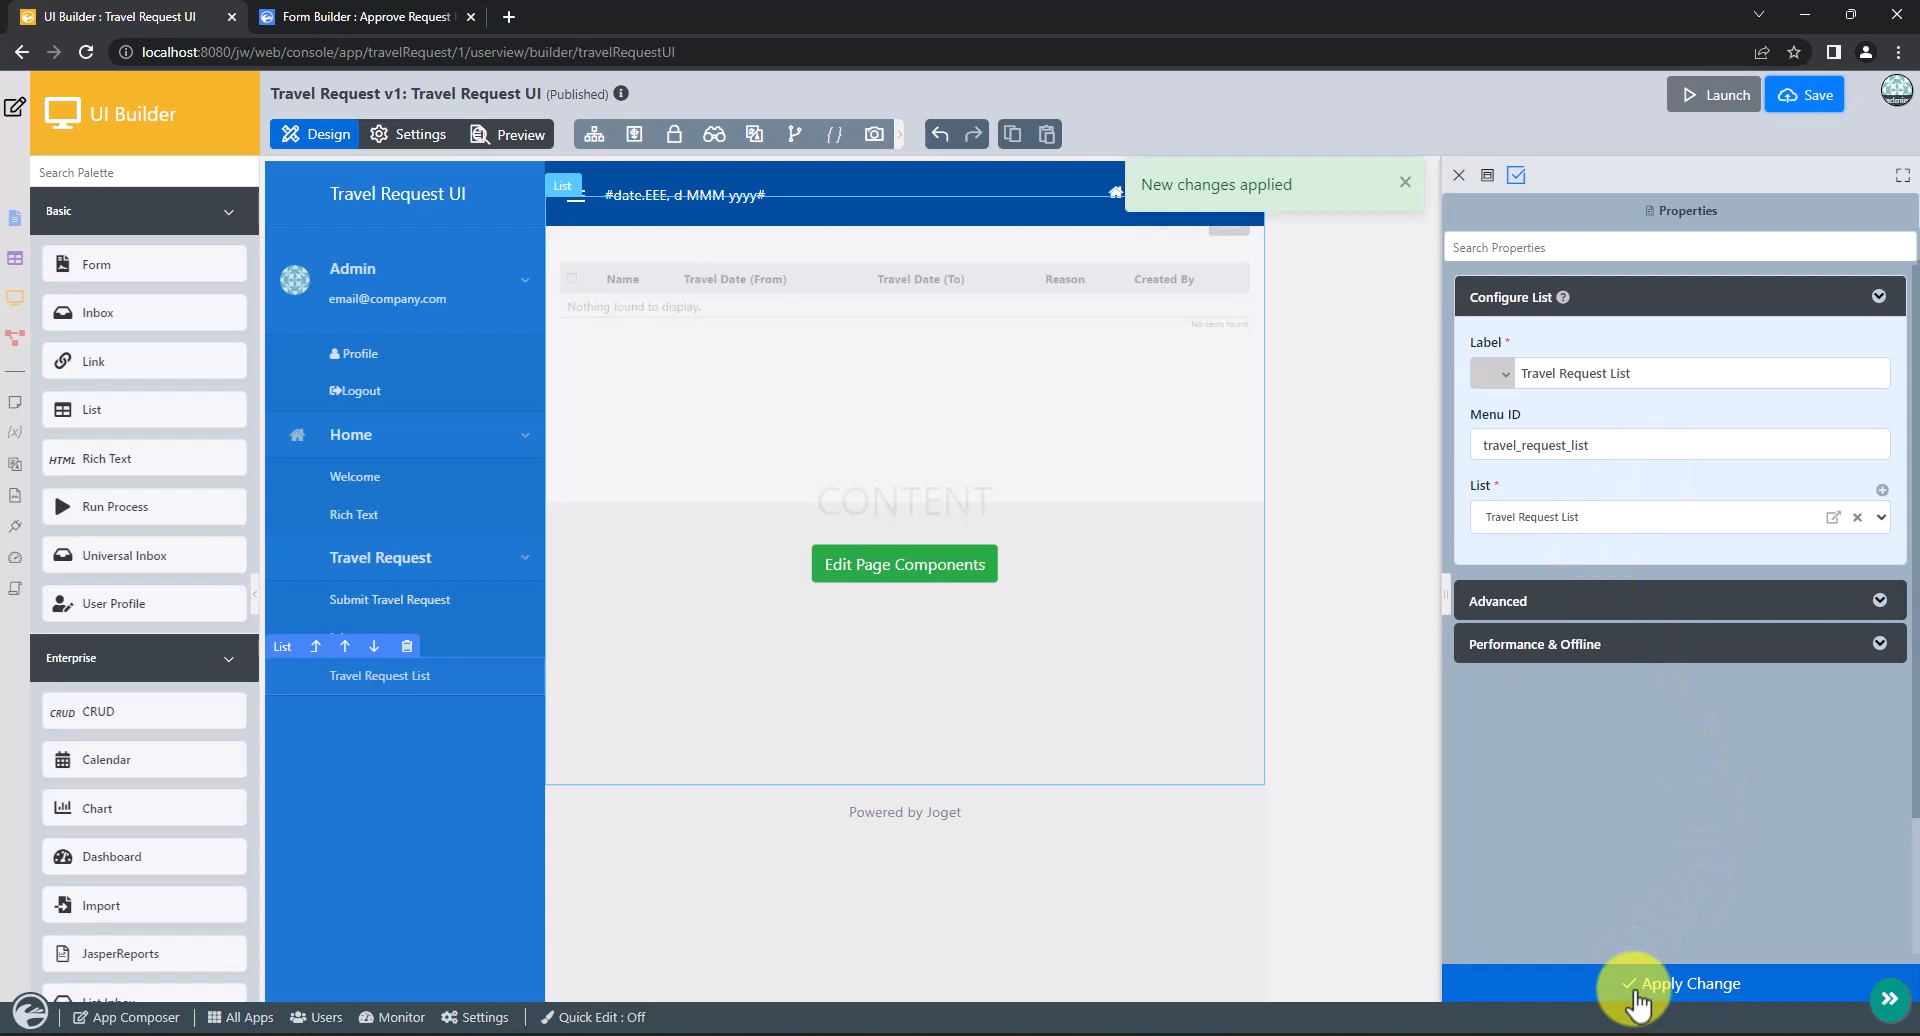 UI Builder : Travel Request UI
Form Builder : Approve Request F
localhost:8080/jw/web/console/app/travelRequest/1/userview/builder/travelRequestUI
UI Builder
Travel Request v1: Travel Request UI (Published)
Launch
Save
admin
Design
Settings
Preview
{ }
Search Palette
Basic
Form
Inbox
Link
List
HTML Rich Text
Run Process
Universal Inbox
User Profile
Enterprise
CRUD CRUD
Calendar
Chart
Dashboard
Import
JasperReports
List Inbox
{x}
Travel Request UI
Admin
email@company.com
Profile
Logout
Home
Welcome
Rich Text
Travel Request
Submit Travel Request
List
Travel Request List
List
#date.EEE, d MMM yyyy#
New changes applied
Name
Travel Date (From)
Travel Date (To)
Reason
Created By
Nothing found to display.
No items found.
CONTENT
Edit Page Components
Powered by Joget
Properties
Search Properties
Configure List
Label *
Travel Request List
Menu ID
travel_request_list
List *
Travel Request List
Advanced
Performance & Offline
Apply Change
App Composer
All Apps
Users
Monitor
Settings
Quick Edit : Off